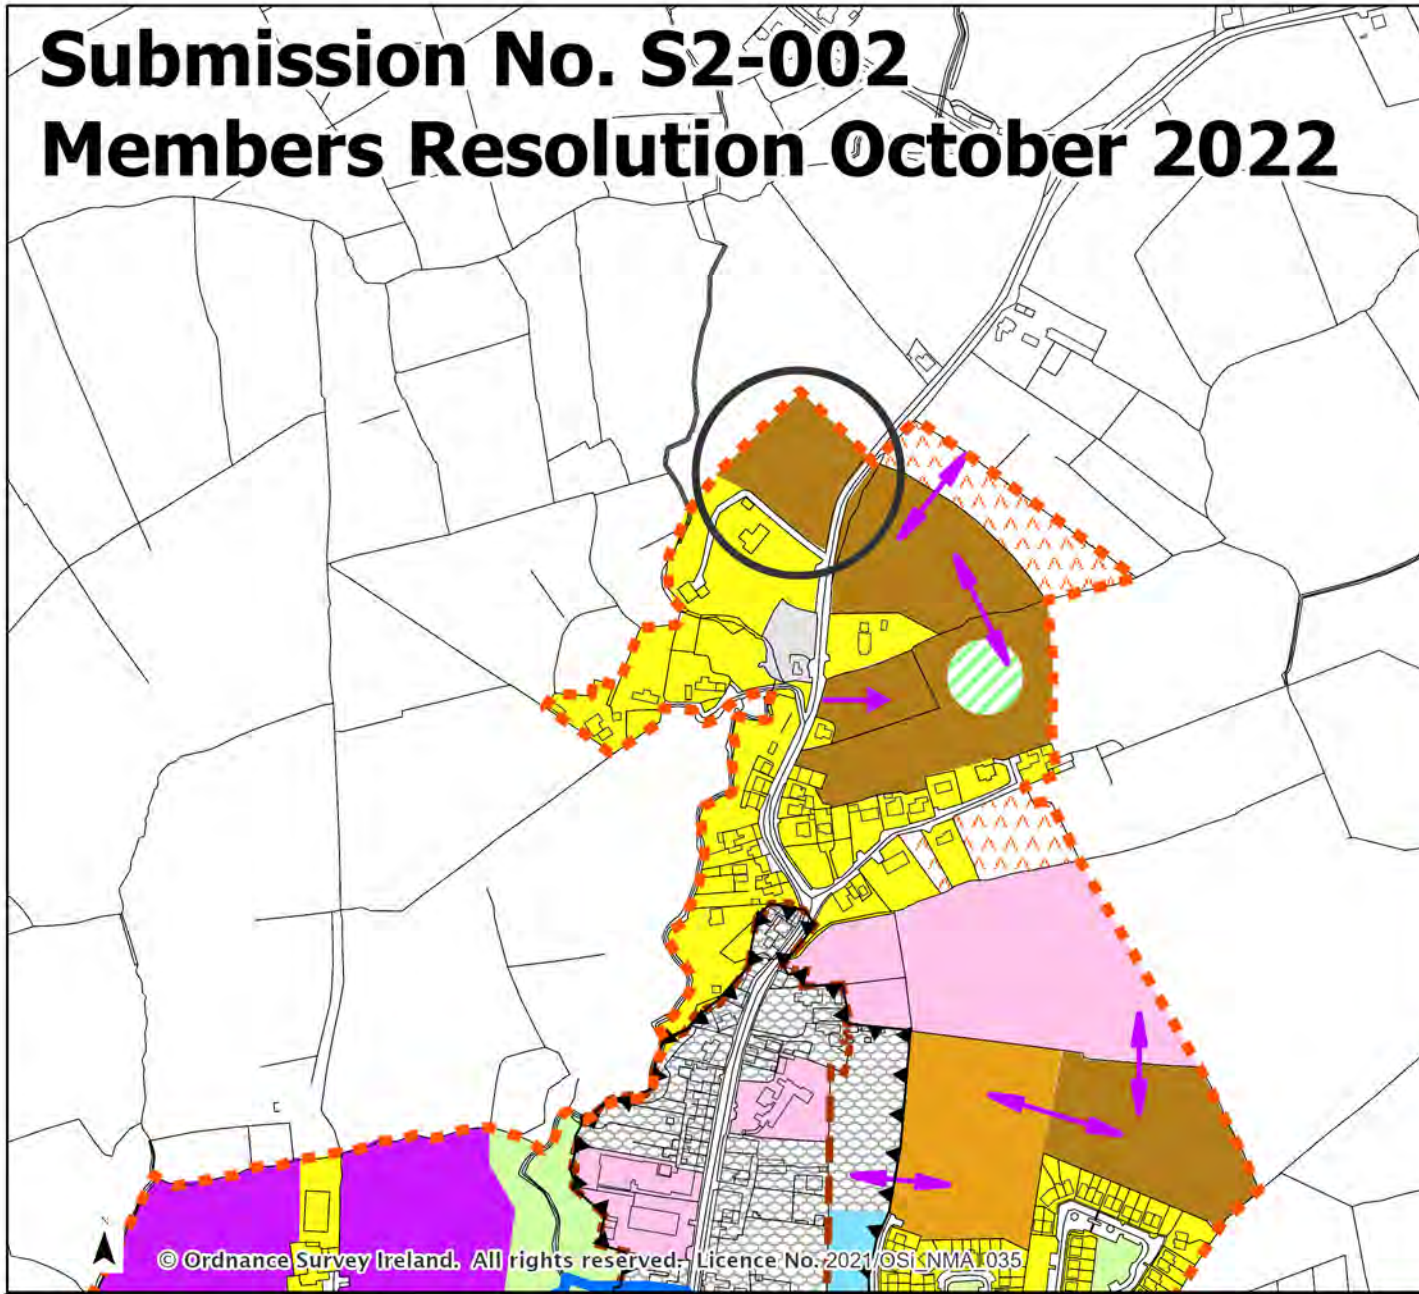 Submission No. S2-002
Members Resolution October 2022
N
© Ordnance Survey Ireland. All rights reserved. Licence No. 2021/OSi_NMA_035